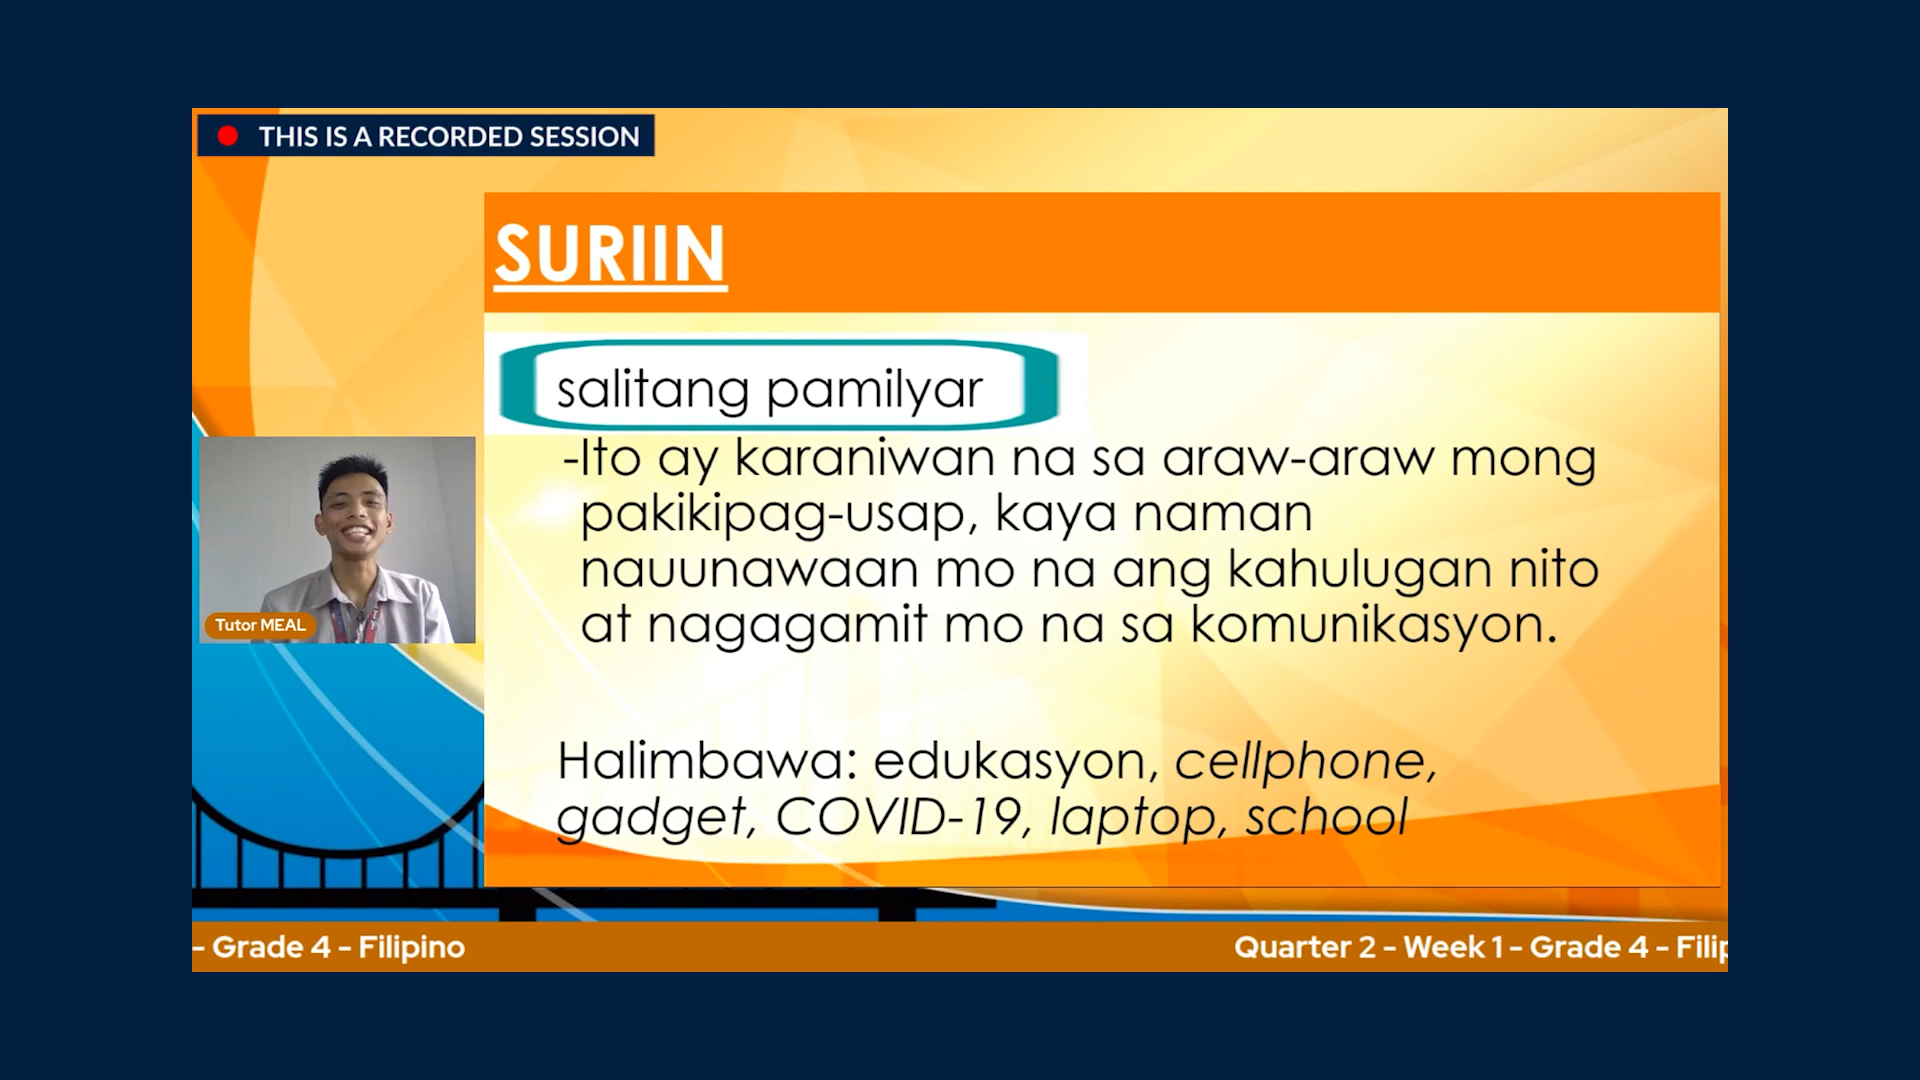 THIS IS A RECORDED SESSION
SURIIN
salitang pamilyar
-Ito ay karaniwan na sa araw-araw mong
pakikipag-usap, kaya naman
nauunawaan mo na ang kahulugan nito
at nagagamit mo na sa komunikasyon.
Tutor MEAL
Halimbawa: edukasyon, cellphone,
gadget, COVID-19, laptop, school
- Grade 4 - Filipino
Quarter 2 - Week 1 - Grade 4 - Filip